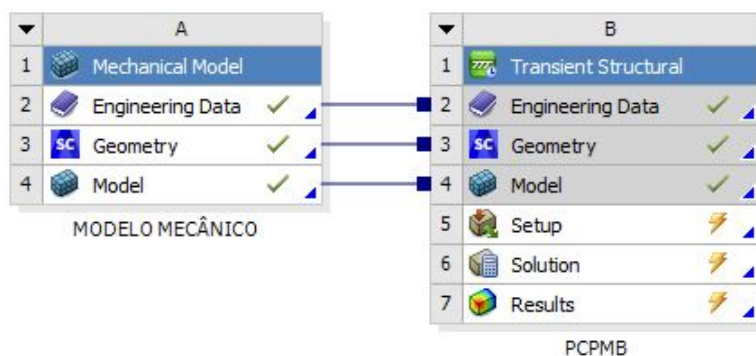 A
1 Mechanical Model
2 Engineering Data
3 SC Geometry
4 Model
MODELO MECÂNICO
B
1 Transient Structural
2 Engineering Data
3 SC Geometry
4 Model
5 Setup
6 Solution
7 Results
PCPMB